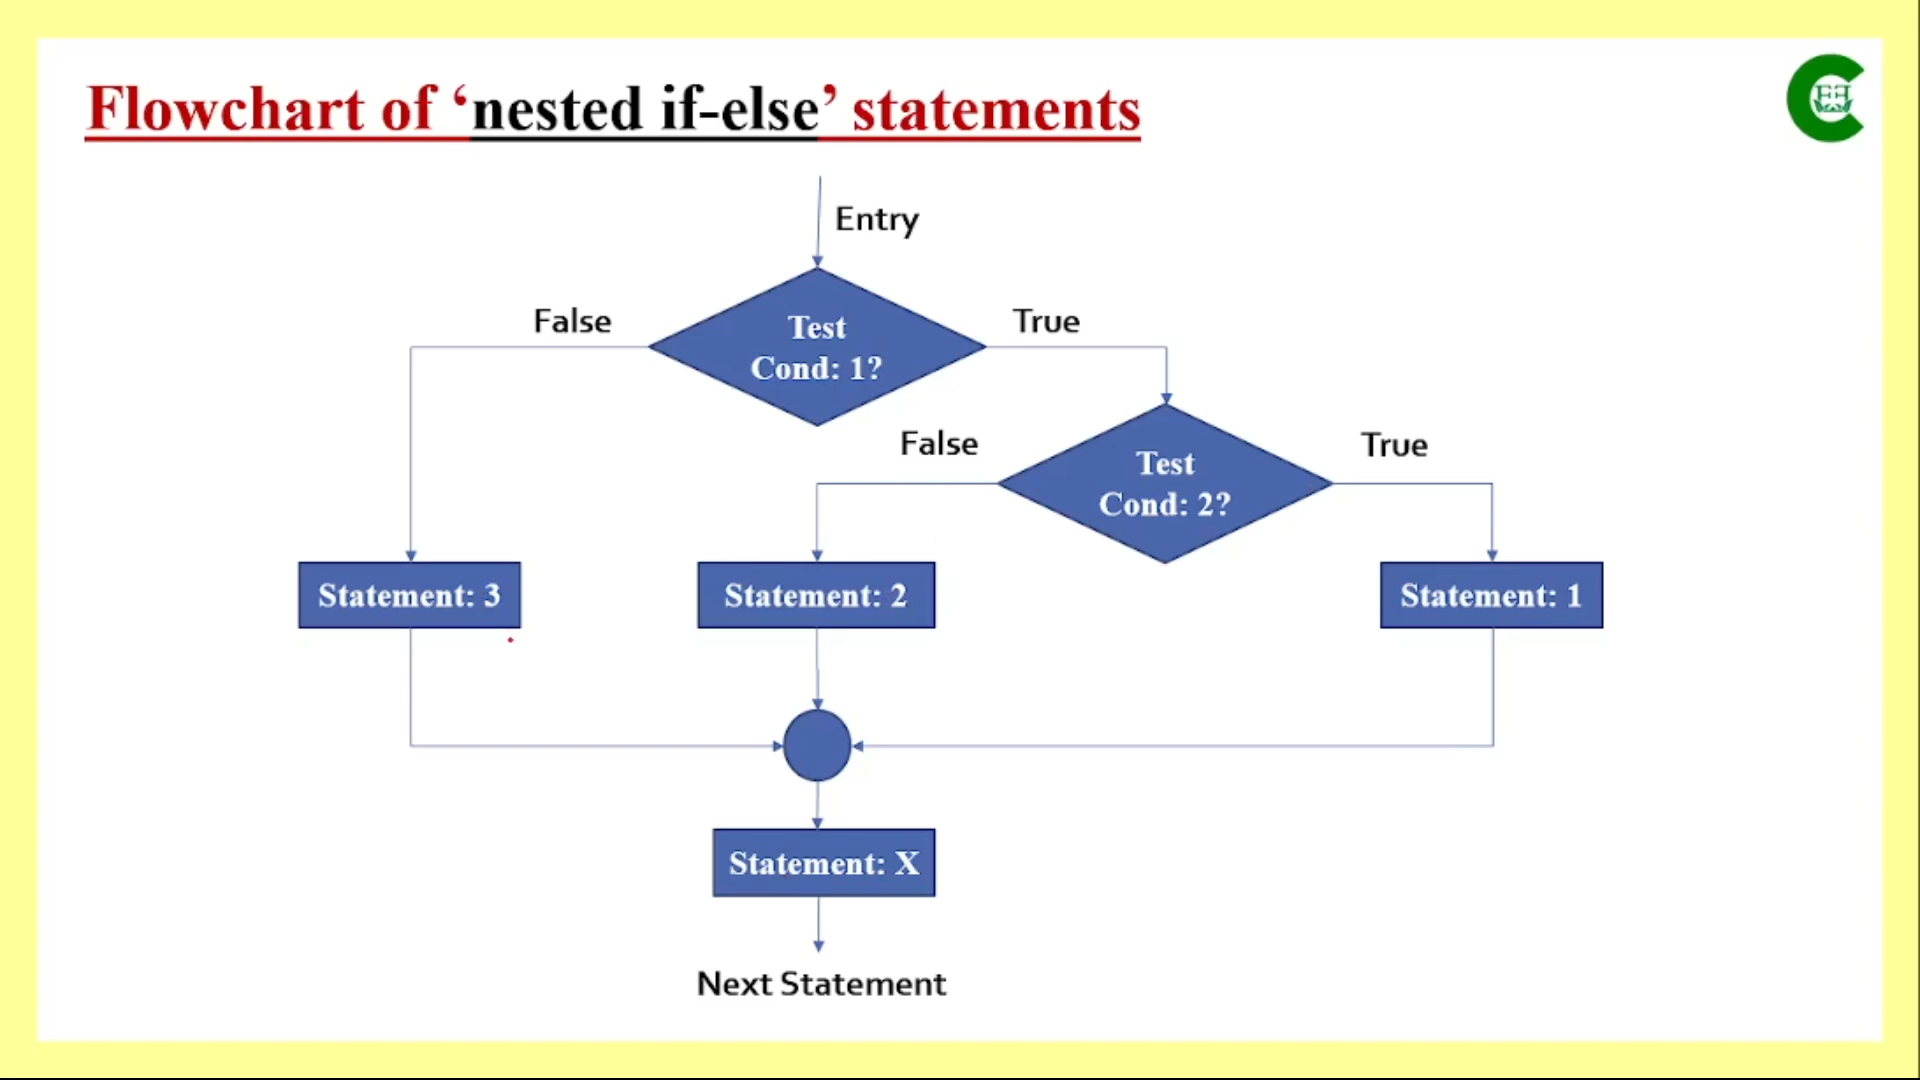 Flowchart of ‘nested if-else’ statements
Entry
False
True
Test
Cond: 1?
False
True
Test
Cond: 2?
Statement: 3
Statement: 2
Statement: 1
Statement: X
Next Statement